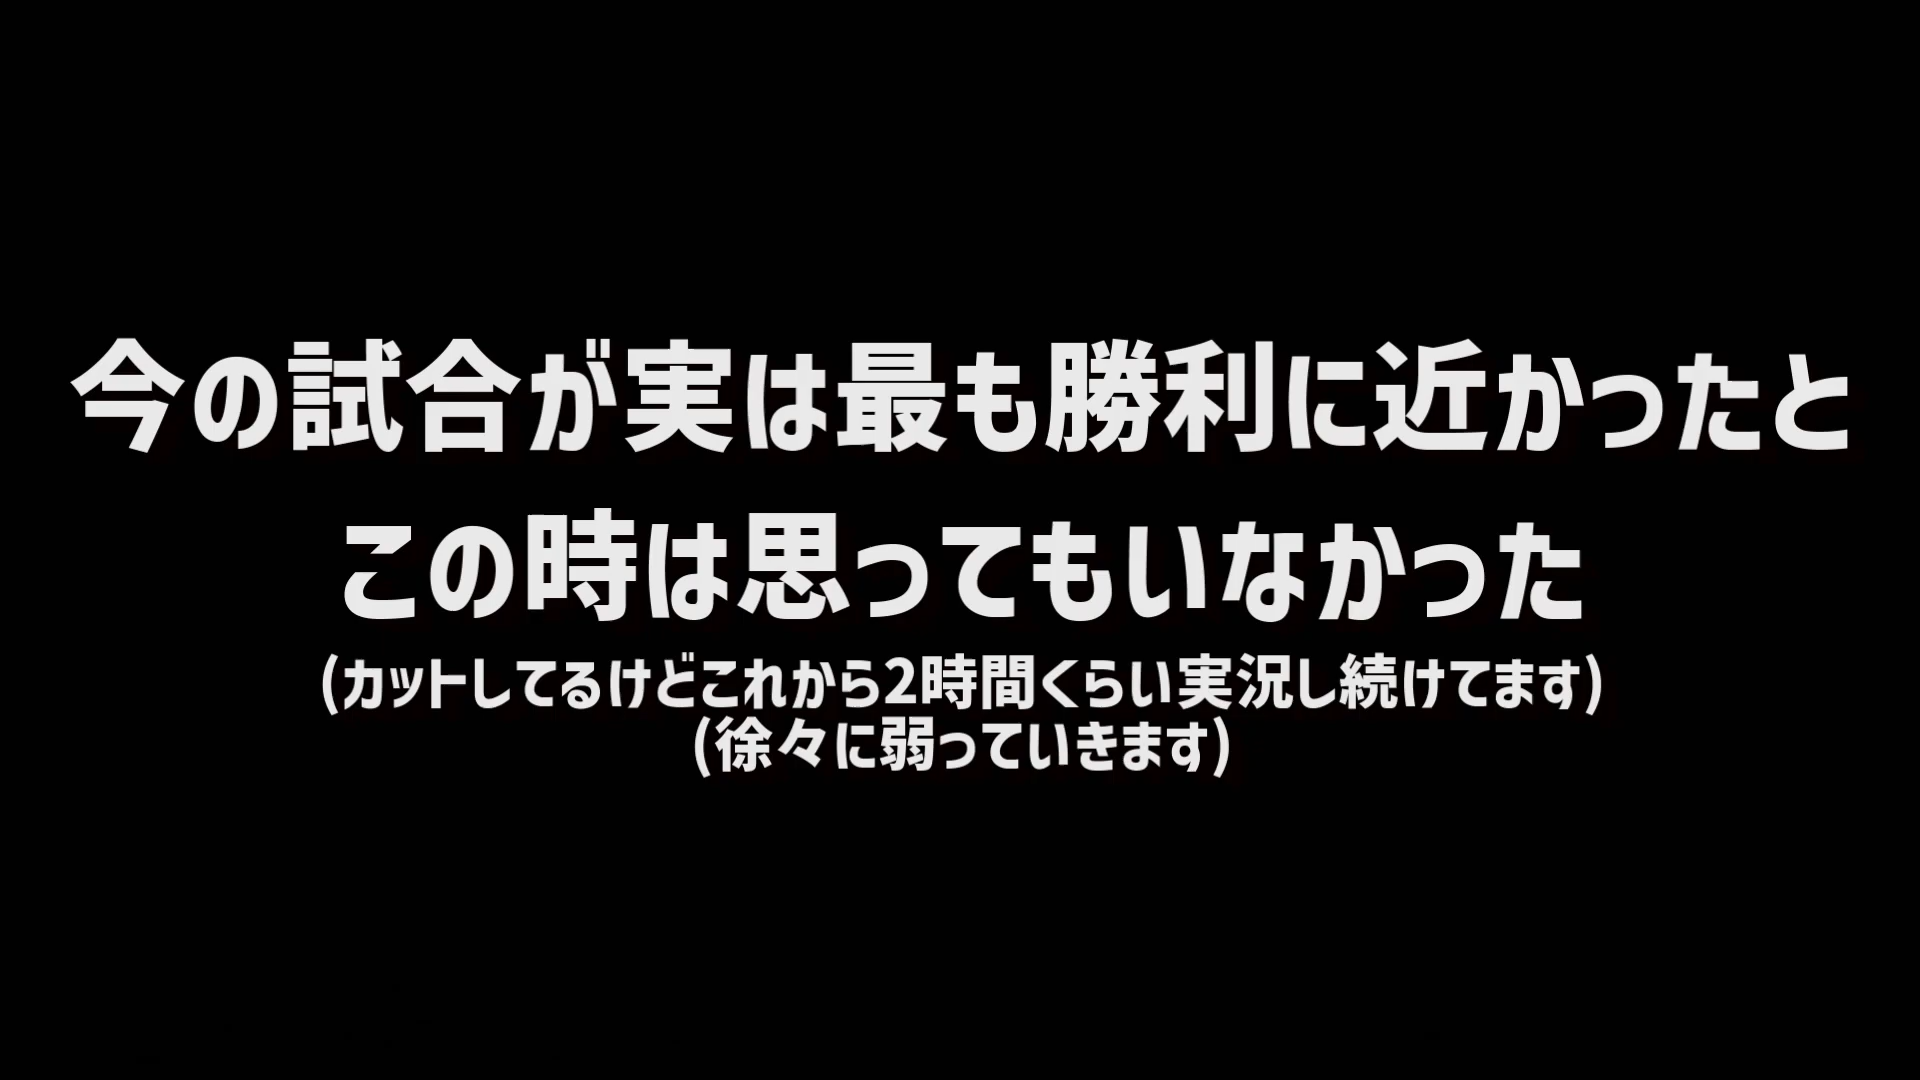 今の試合が実は最も勝利に近かったと
この時は思ってもいなかった
(カットしてるけどこれから2時間くらい実況し続けてます)
(徐々に弱っていきます)